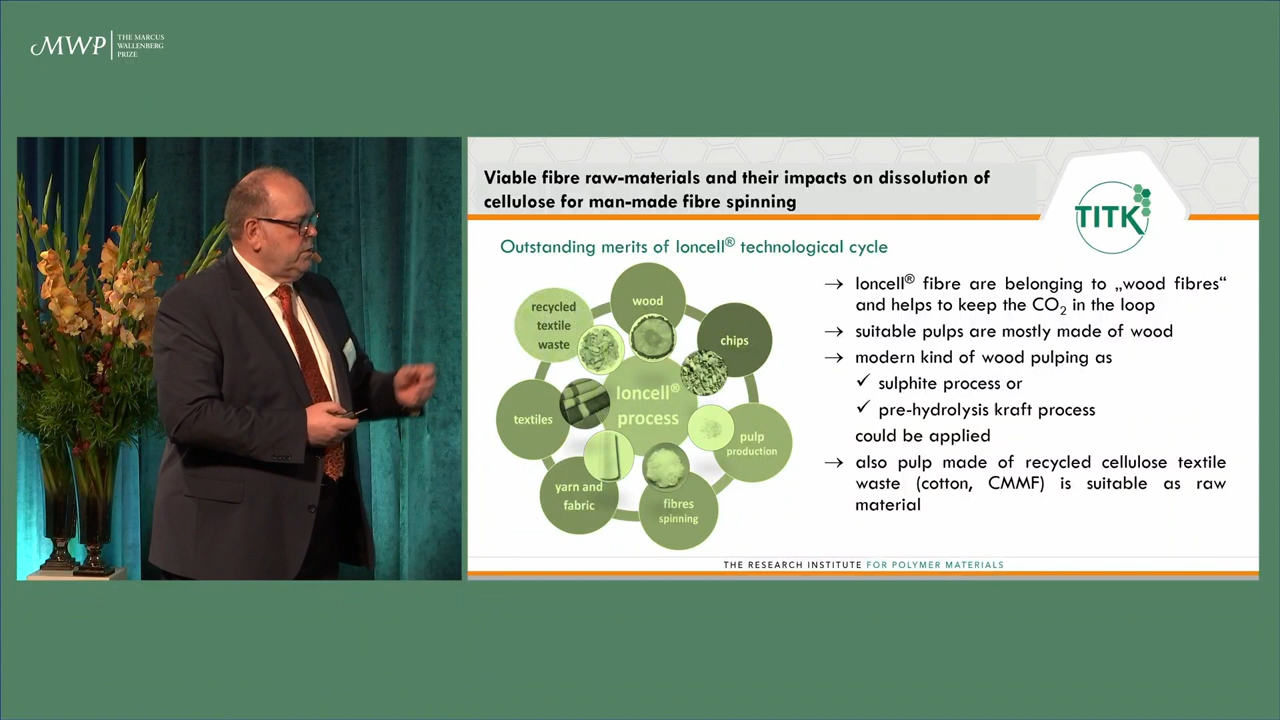 MWP
THE MARCUS
WALLENBERG
PRIZE
Viable fibre raw-materials and their impacts on dissolution of
cellulose for man-made fibre spinning
TITK
Outstanding merits of Ioncell® technological cycle
wood
chips
pulp
production
fibres
spinning
yarn and
fabric
textiles
recycled
textile
waste
Ioncell®
process
→ Ioncell® fibre are belonging to „wood fibres“
and helps to keep the CO₂ in the loop
→ suitable pulps are mostly made of wood
→ modern kind of wood pulping as
✓ sulphite process or
✓ pre-hydrolysis kraft process
could be applied
→ also pulp made of recycled cellulose textile
waste (cotton, CMMF) is suitable as raw
material
THE RESEARCH INSTITUTE FOR POLYMER MATERIALS